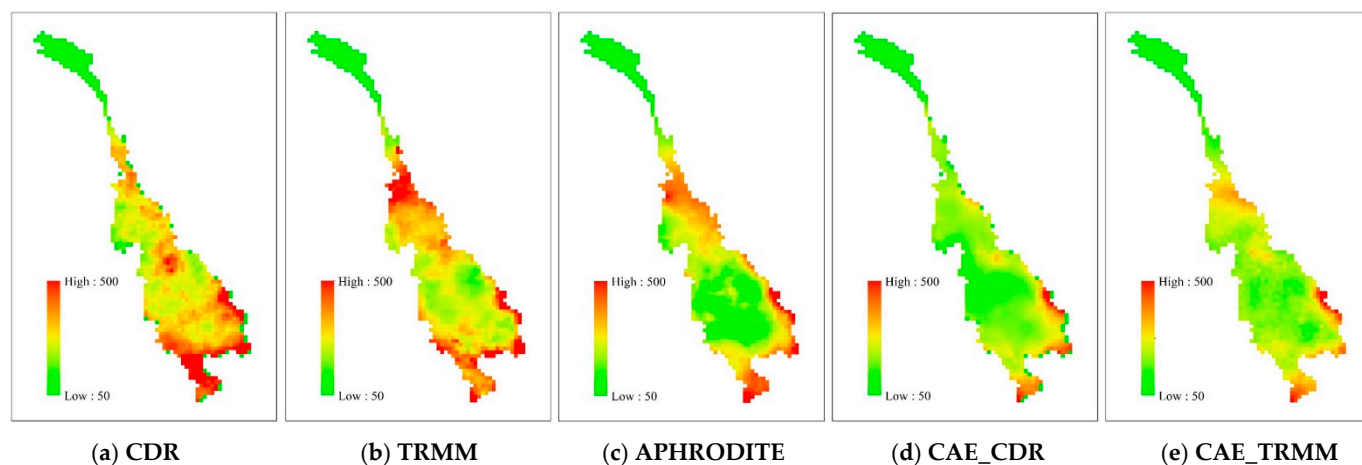 High : 500
Low : 50
High : 500
Low : 50
High : 500
Low : 50
High : 500
Low : 50
High : 500
Low : 50
(a) CDR
(b) TRMM
(c) APHRODITE
(d) CAE_CDR
(e) CAE_TRMM